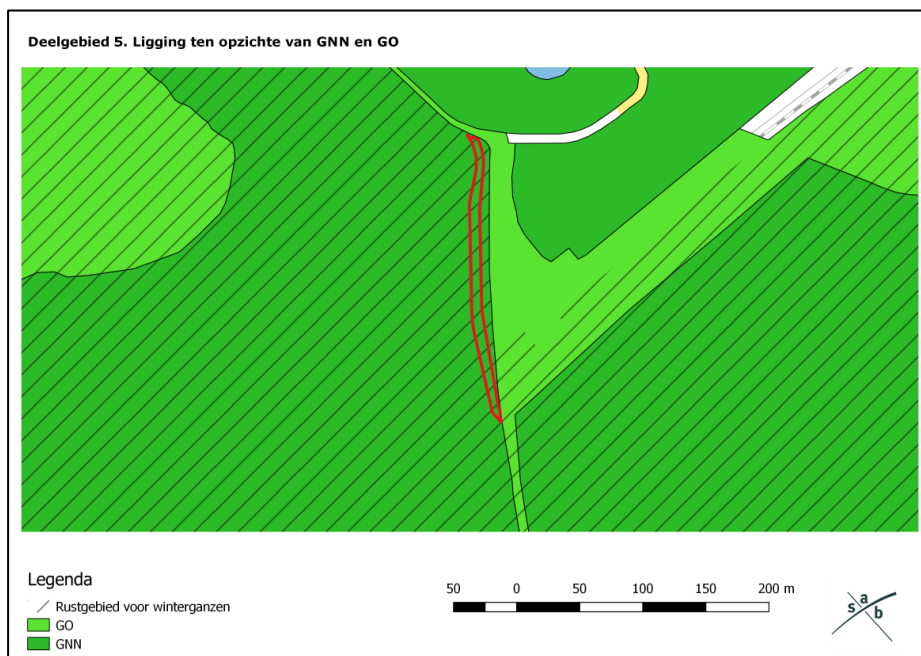 Deelgebied 5. Ligging ten opzichte van GNN en GO
Legenda
Rustgebied voor winterganzen
GO
GNN
50 0 50 100 150 200 m
s a b